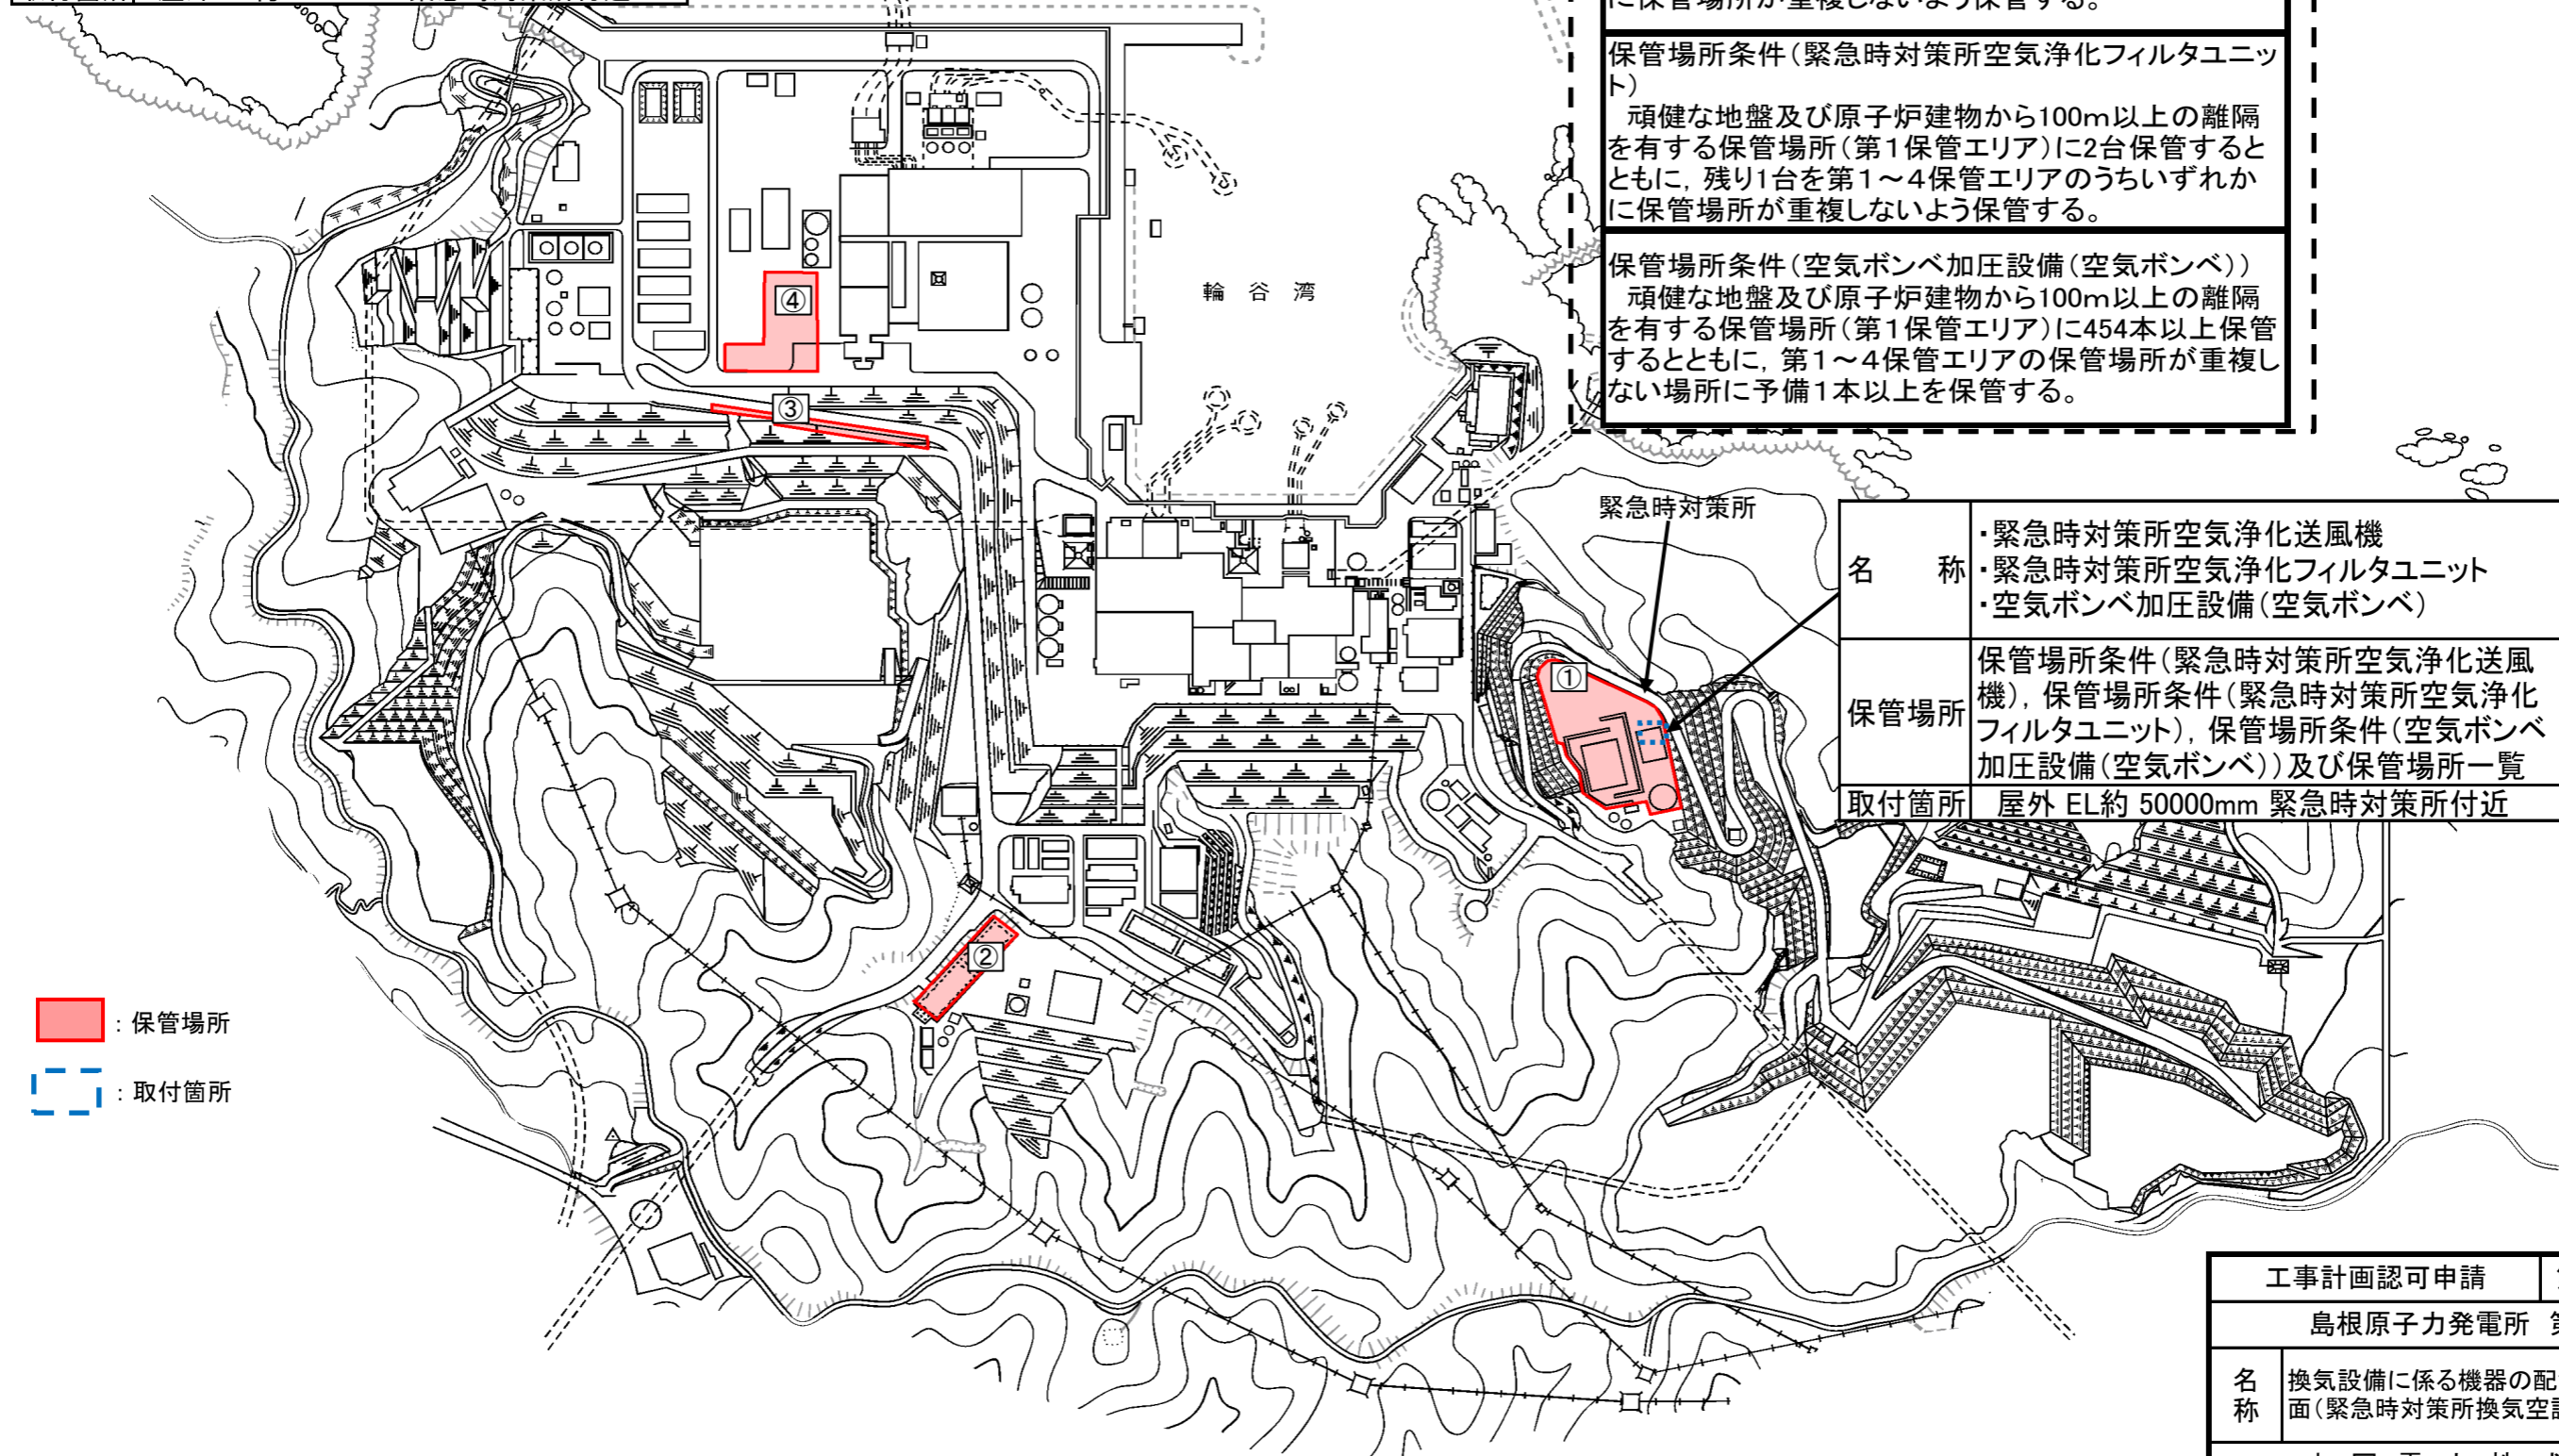 に保管場所が重複しないよう保管する。
保管場所条件(緊急時対策所空気浄化フィルタユニッ
ト)
頑健な地盤及び原子炉建物から100m以上の離隔
を有する保管場所(第1保管エリア)に2台保管すると
ともに,残り1台を第1～4保管エリアのうちいずれか
に保管場所が重複しないよう保管する。
保管場所条件(空気ボンベ加圧設備(空気ボンベ))
頑健な地盤及び原子炉建物から100m以上の離隔
を有する保管場所(第1保管エリア)に454本以上保管
するとともに,第1～4保管エリアの保管場所が重複し
ない場所に予備1本以上を保管する。
輪 谷 湾
④
③
緊急時対策所
名 称
・緊急時対策所空気浄化送風機
・緊急時対策所空気浄化フィルタユニット
・空気ボンベ加圧設備(空気ボンベ)
保管場所
保管場所条件(緊急時対策所空気浄化送風
機),保管場所条件(緊急時対策所空気浄化
フィルタユニット),保管場所条件(空気ボンベ
加圧設備(空気ボンベ))及び保管場所一覧
取付箇所 屋外 EL約 50000mm 緊急時対策所付近
①
②
:保管場所
:取付箇所
工事計画認可申請
島根原子力発電所 第
名称
換気設備に係る機器の配
面(緊急時対策所換気空